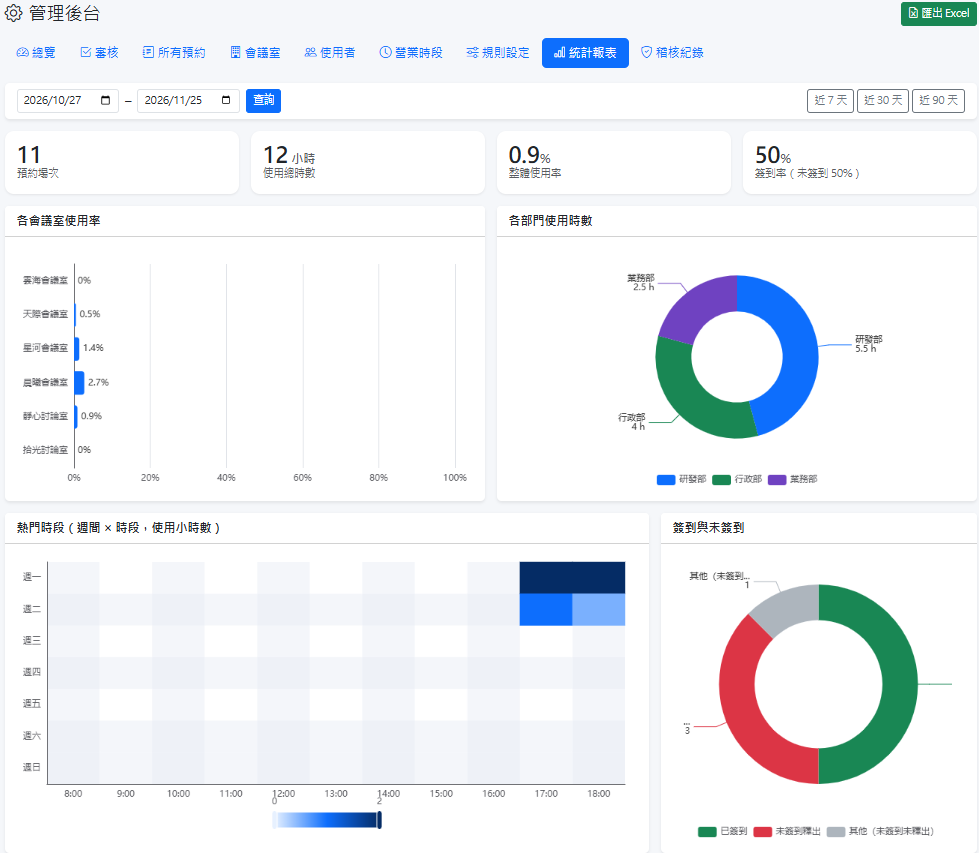 管理後台
匯出 Excel
總覽 審核 所有預約 會議室 使用者 營業時段 規則設定 統計報表 稽核紀錄
2026/10/27 – 2026/11/25 查詢 近 7 天 近 30 天 近 90 天
11
預約場次
12 小時
使用總時數
0.9%
整體使用率
50%
簽到率（未簽到 50%）
各會議室使用率
雲海會議室 0%
天際會議室 0.5%
星河會議室 1.4%
晨曦會議室 2.7%
靜心討論室 0.9%
拾光討論室 0%
0% 20% 40% 60% 80% 100%
各部門使用時數
業務部
2.5 h
研發部
5.5 h
行政部
4 h
研發部 行政部 業務部
熱門時段（週間 × 時段，使用小時數）
週一
週二
週三
週四
週五
週六
週日
8:00 9:00 10:00 11:00 12:00 13:00 14:00 15:00 16:00 17:00 18:00
0 2
簽到與未簽到
其他（未簽到...
1
...
3
已簽到 未簽到釋出 其他（未簽到未釋出）